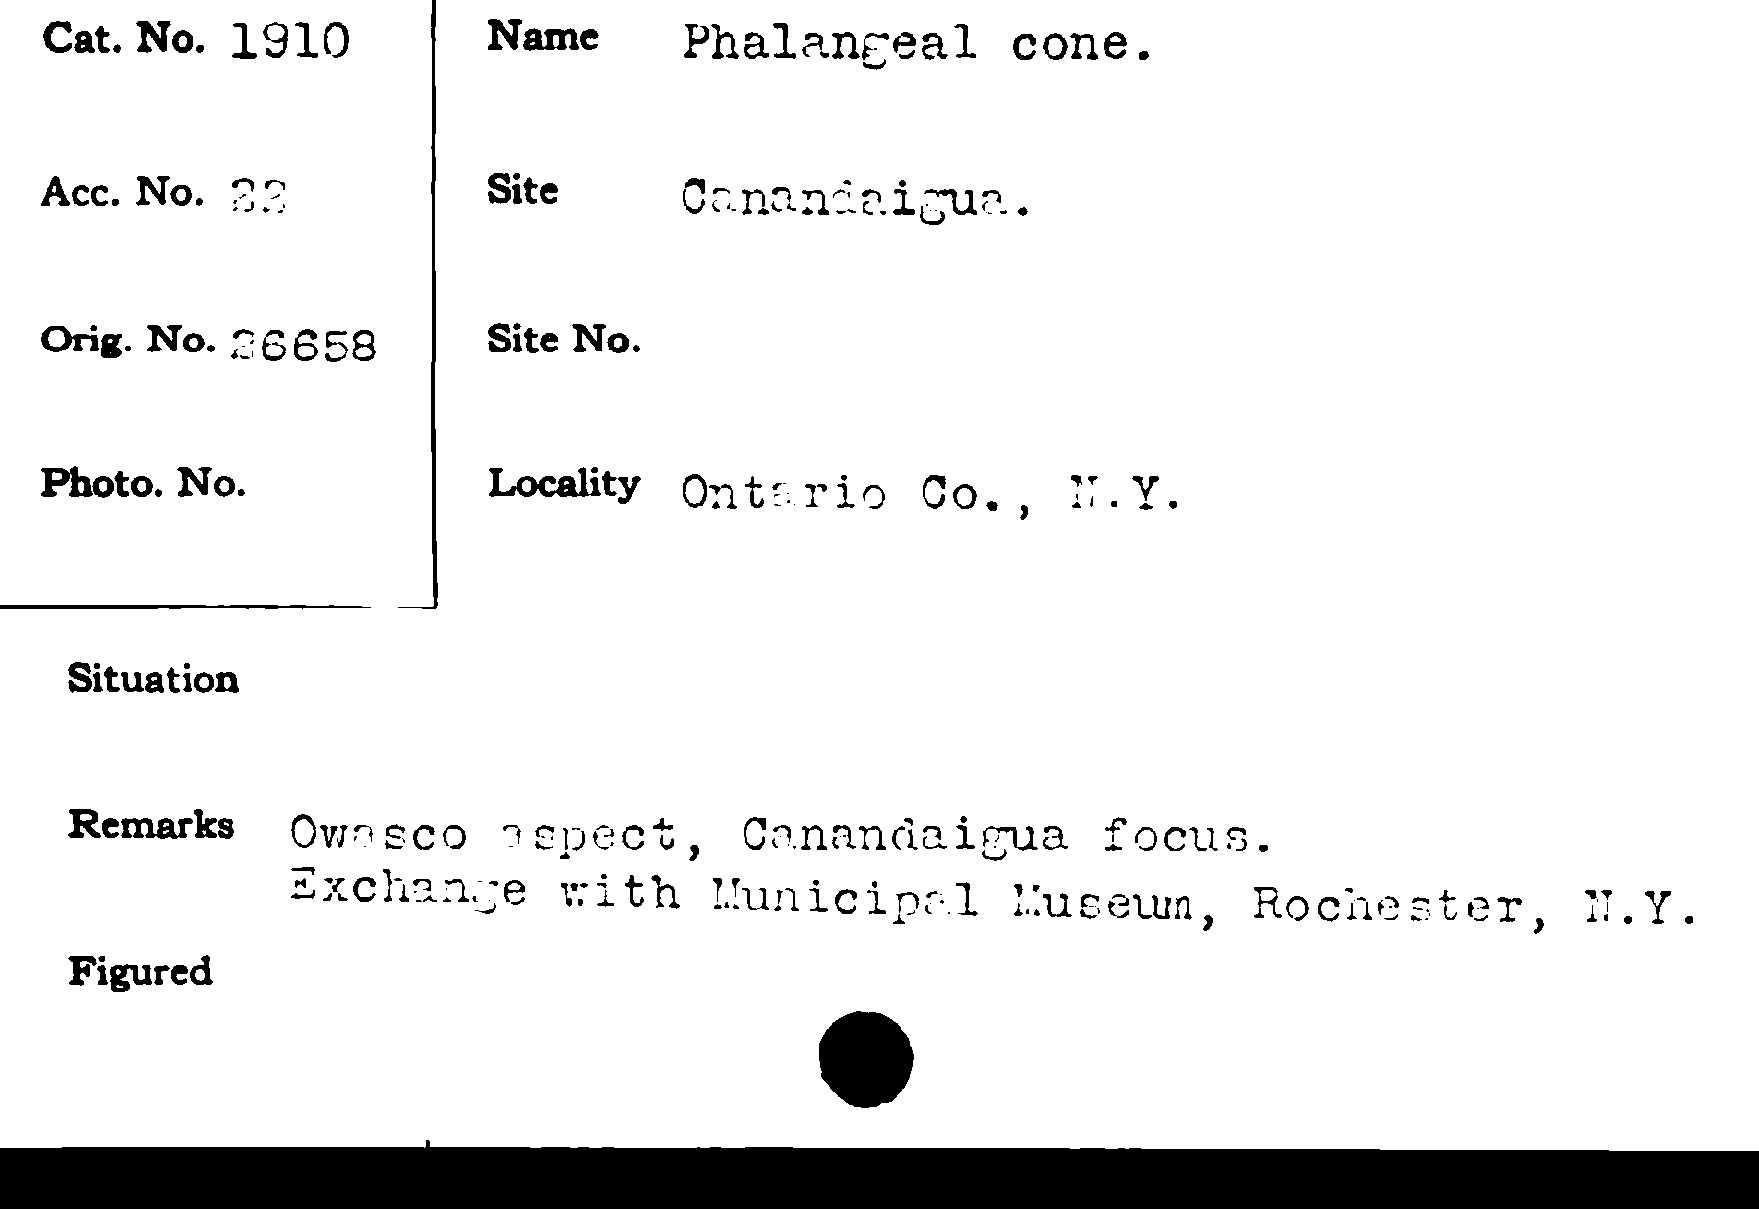 Cat. No. 1910
Name Phalangeal cone.
Acc. No. 22
Site Canandaigua.
Orig. No. 26658
Site No.
Photo. No.
Locality Ontario Co., N.Y.
Situation
Remarks Owasco aspect, Canandaigua focus.
Exchange with Municipal Museum, Rochester, N.Y.
Figured